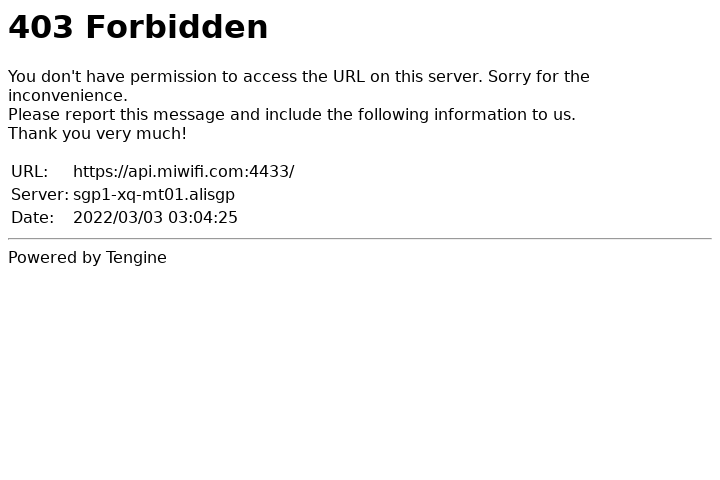 403 Forbidden
You don't have permission to access the URL on this server. Sorry for the
inconvenience.
Please report this message and include the following information to us.
Thank you very much!
URL: https://api.miwifi.com:4433/
Server: sgp1-xq-mt01.alisgp
Date: 2022/03/03 03:04:25
Powered by Tengine